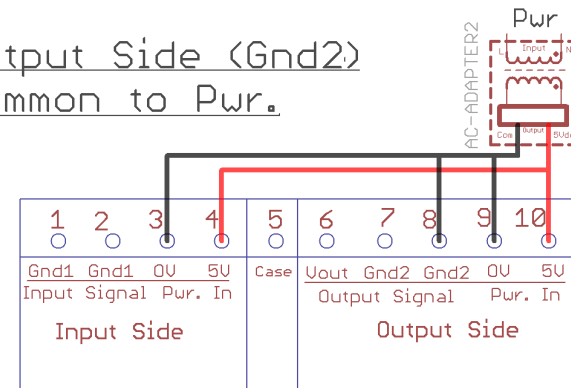 tput Side (Gnd2)
mmon to Pwr.
Pwr
AC-ADAPTER2
L Input N
Com Output 5Vdc
1 2 3 4 5 6 7 8 9 10
Gnd1 Gnd1 0V 5V Case Vout Gnd2 Gnd2 0V 5V
Input Signal Pwr. In Output Signal Pwr. In
Input Side Output Side